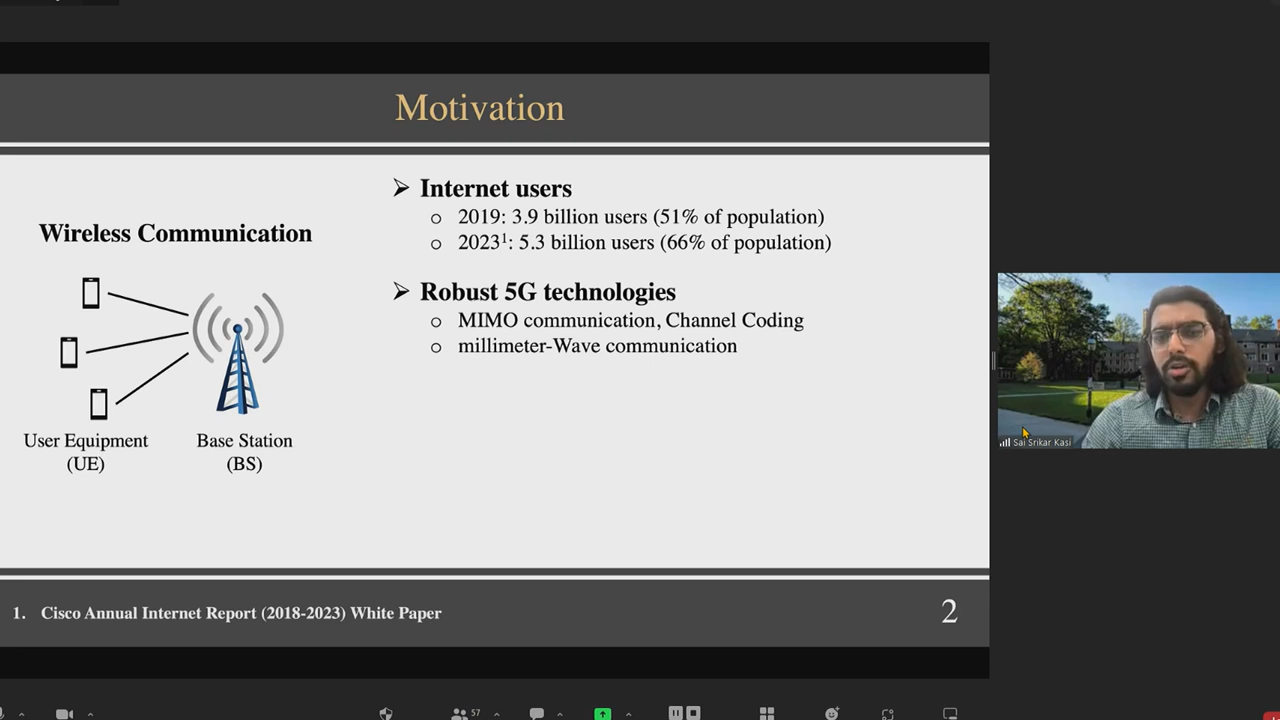 Motivation
Wireless Communication
User Equipment
(UE)
Base Station
(BS)
➢ Internet users
o 2019: 3.9 billion users (51% of population)
o 2023¹: 5.3 billion users (66% of population)
➢ Robust 5G technologies
o MIMO communication, Channel Coding
o millimeter-Wave communication
1. Cisco Annual Internet Report (2018-2023) White Paper
2
Sai Srikar Kasi
57